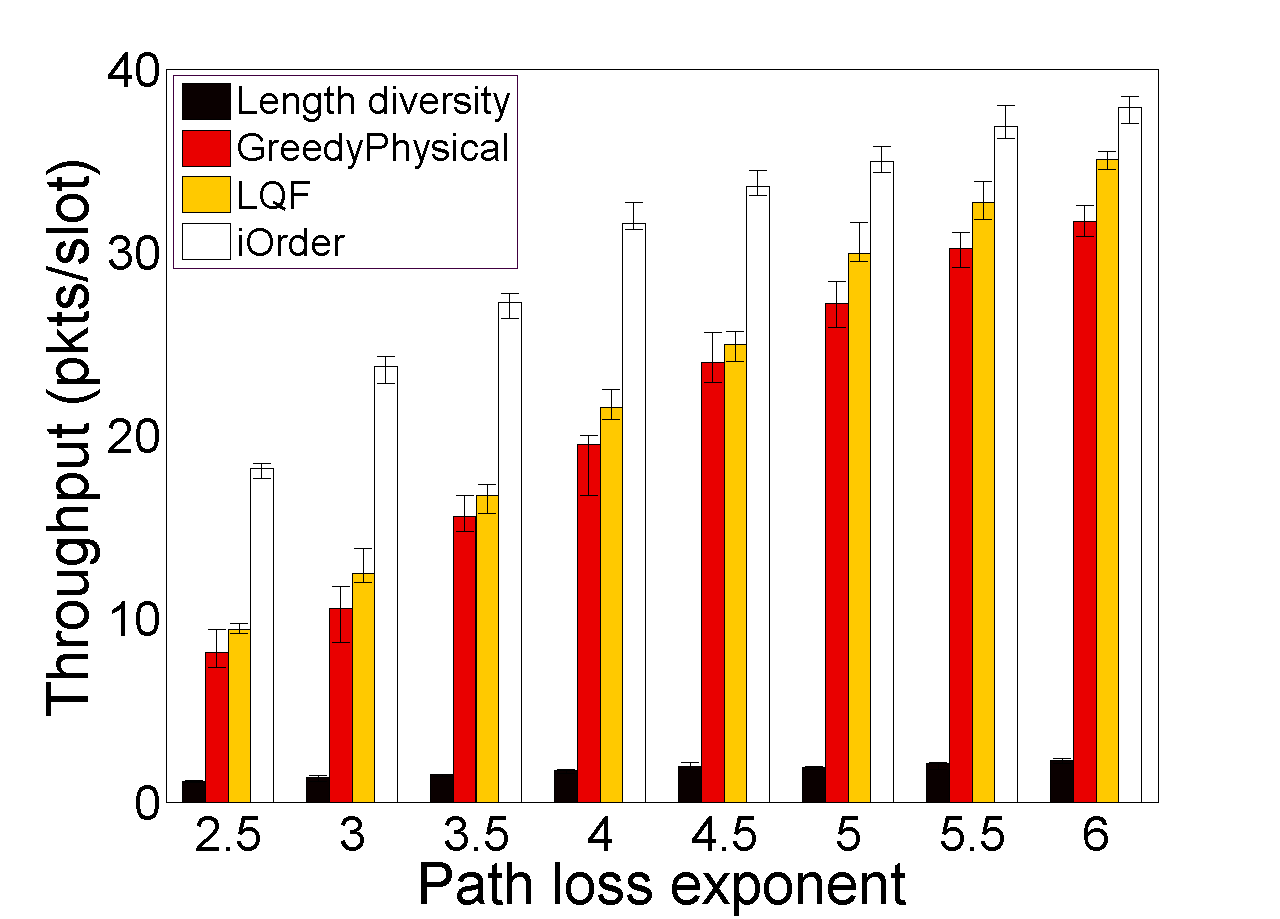 Throughput (pkts/slot)
40
30
20
10
0
Length diversity
GreedyPhysical
LQF
iOrder
2.5 3 3.5 4 4.5 5 5.5 6
Path loss exponent